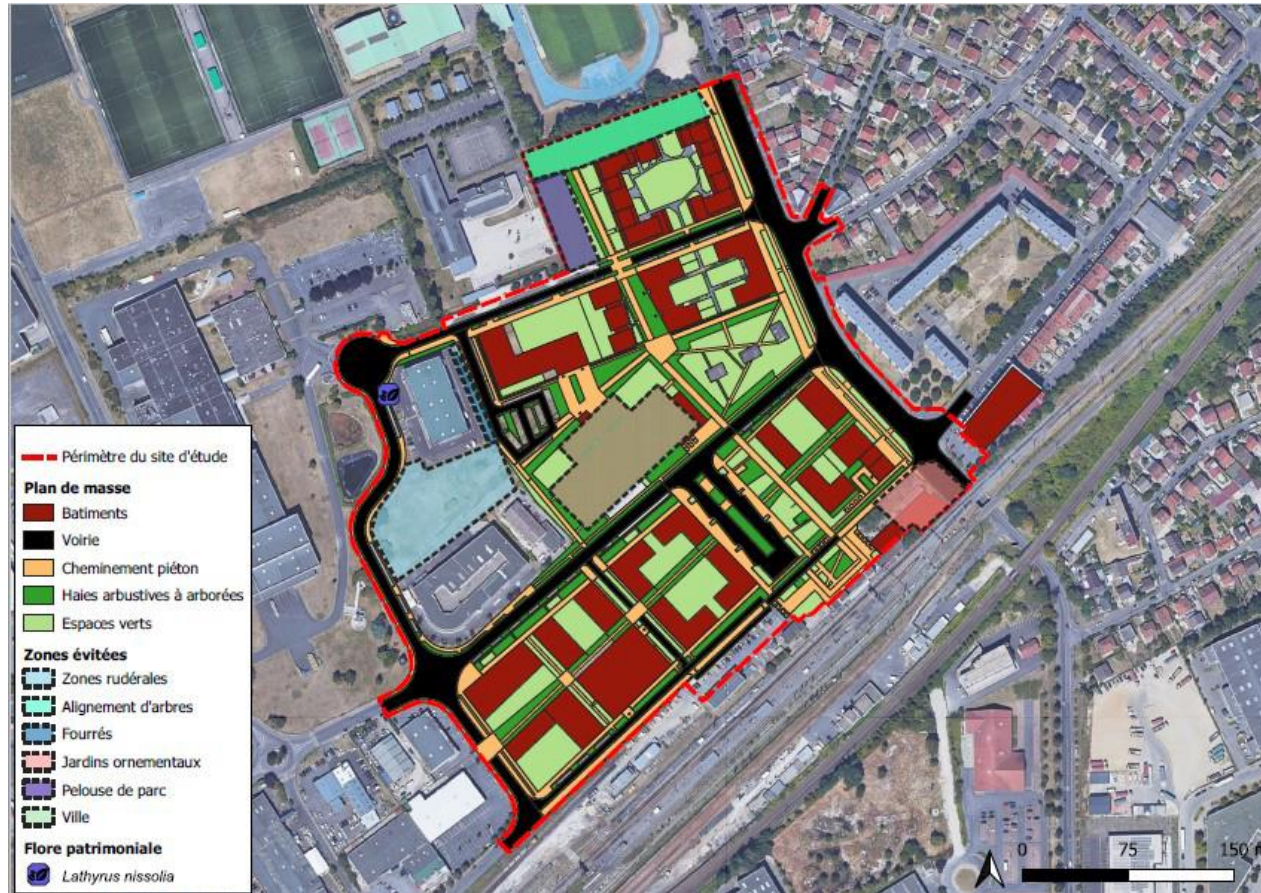 Périmètre du site d'étude
Plan de masse
Batiments
Voirie
Cheminement piéton
Haies arbustives à arborées
Espaces verts
Zones évitées
Zones rudérales
Alignement d'arbres
Fourrés
Jardins ornementaux
Pelouse de parc
Ville
Flore patrimoniale
Lathyrus nissolia
0 75 150 m